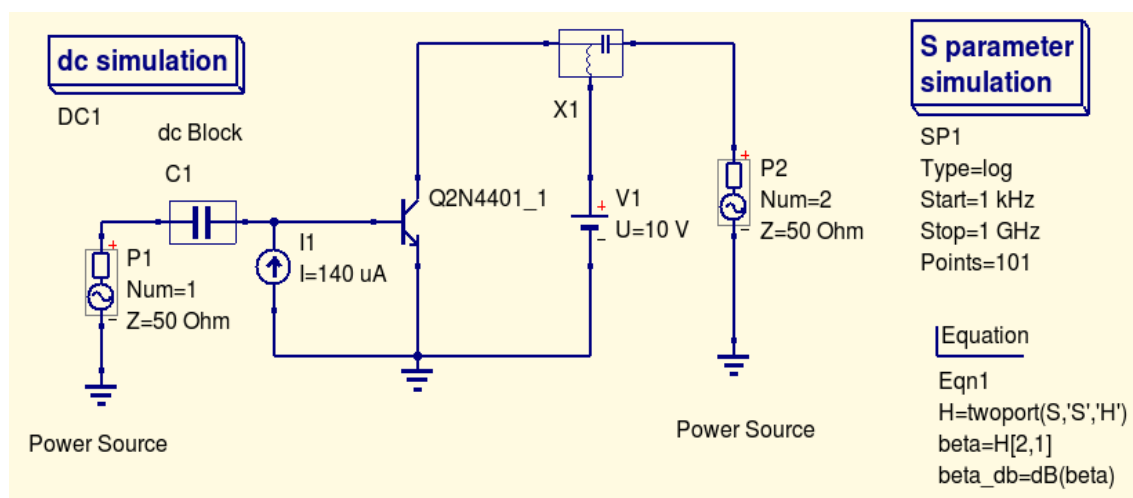 dc simulation
DC1
dc Block
C1
P1
Num=1
Z=50 Ohm
I1
I=140 uA
Q2N4401_1
X1
V1
U=10 V
P2
Num=2
Z=50 Ohm
Power Source
Power Source
S parameter
simulation
SP1
Type=log
Start=1 kHz
Stop=1 GHz
Points=101
Equation
Eqn1
H=twoport(S,'S','H')
beta=H[2,1]
beta_db=dB(beta)